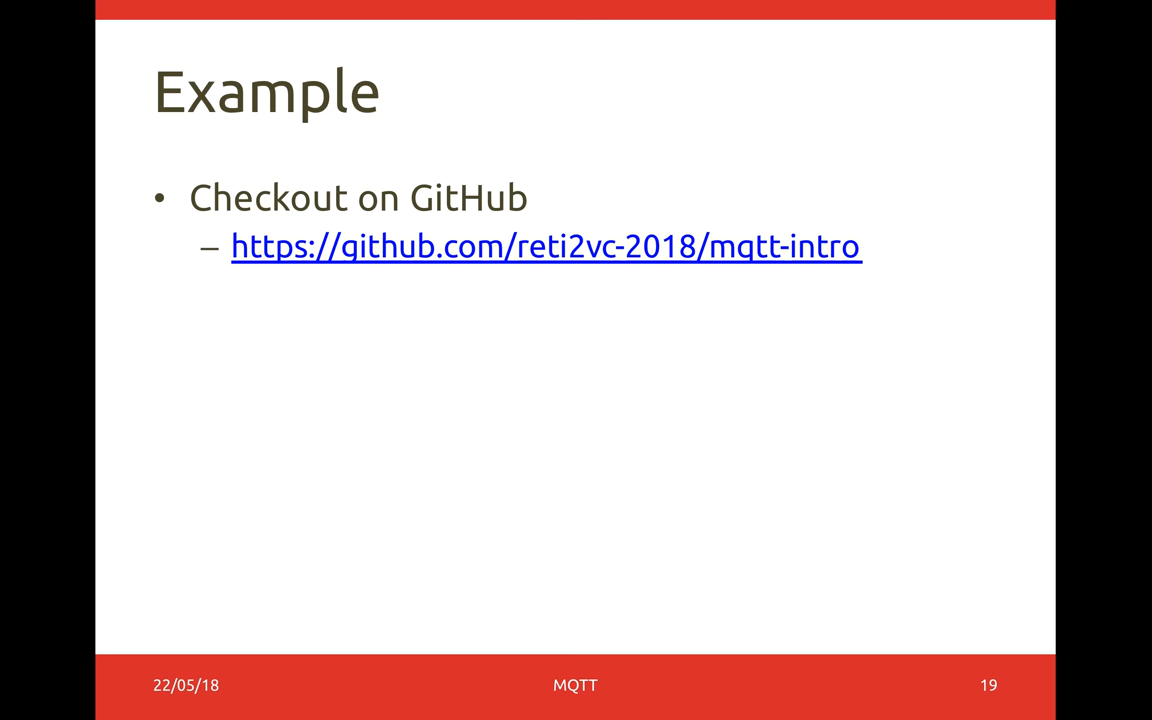 Example
• Checkout on GitHub
– https://github.com/reti2vc-2018/mqtt-intro
22/05/18
MQTT
19